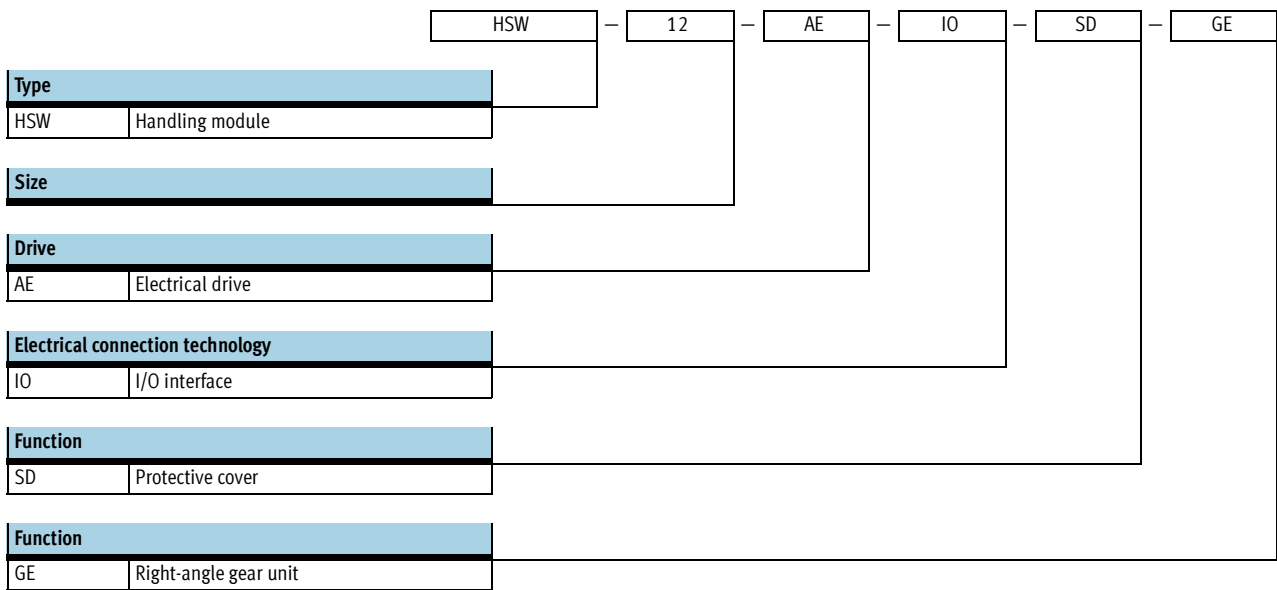 HSW – 12 – AE – IO – SD – GE
Type
HSW Handling module
Size
Drive
AE Electrical drive
Electrical connection technology
IO I/O interface
Function
SD Protective cover
Function
GE Right-angle gear unit